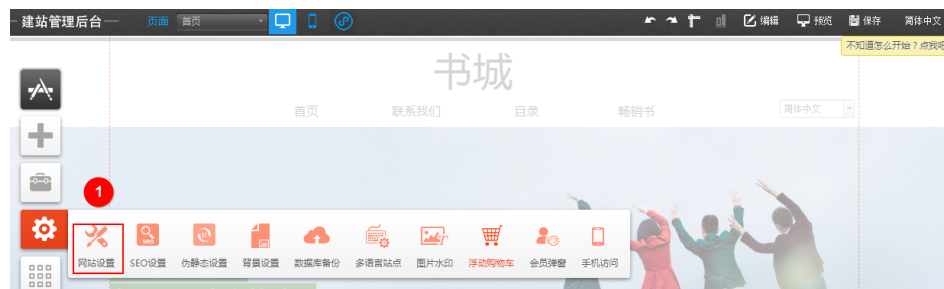 建站管理后台 页面 首页 编辑 预览 保存 简体中文
不知道怎么开始？点我吧
书城
首页 联系我们 目录 畅销书 简体中文
1
网站设置 SEO设置 伪静态设置 背景设置 数据库备份 多语言站点 图片水印 浮动购物车 会员弹窗 手机访问